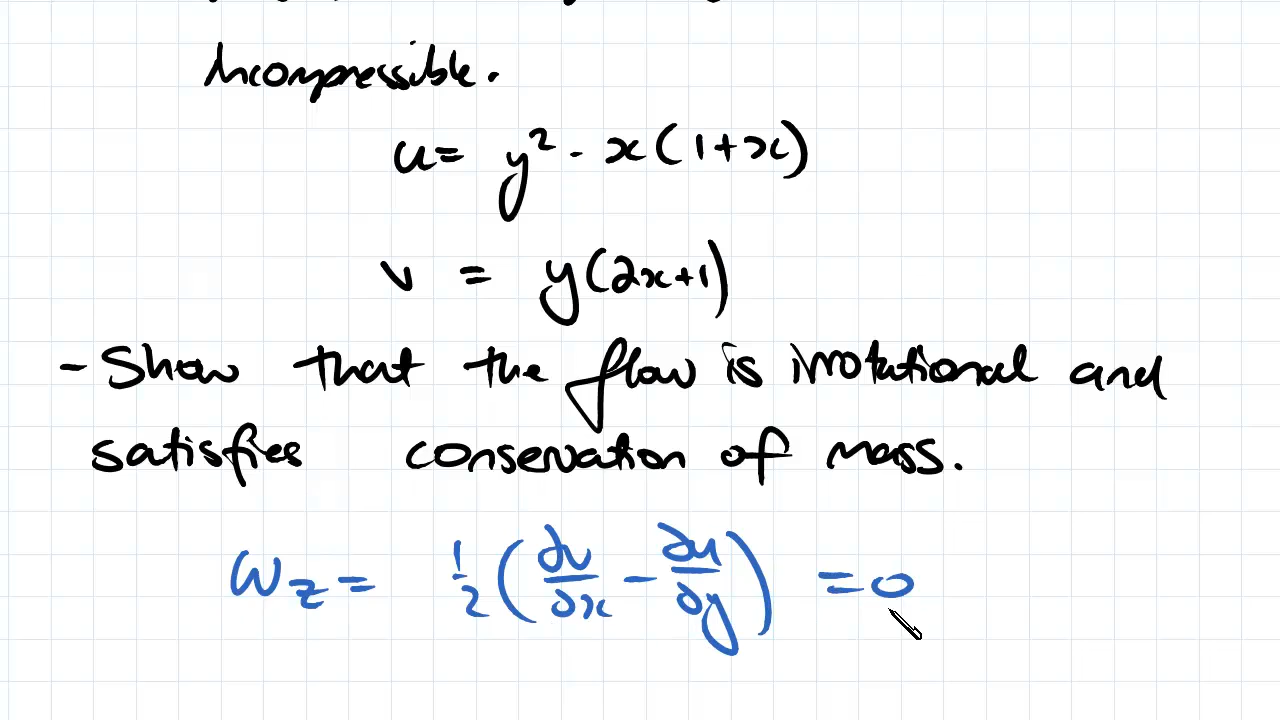 Incompressible.
u = y² - x(1+x)
v = y(2x+1)
- Show that the flow is irrotational and
satisfies conservation of mass.
ω_z = 1/2 (∂v/∂x - ∂u/∂y) = 0